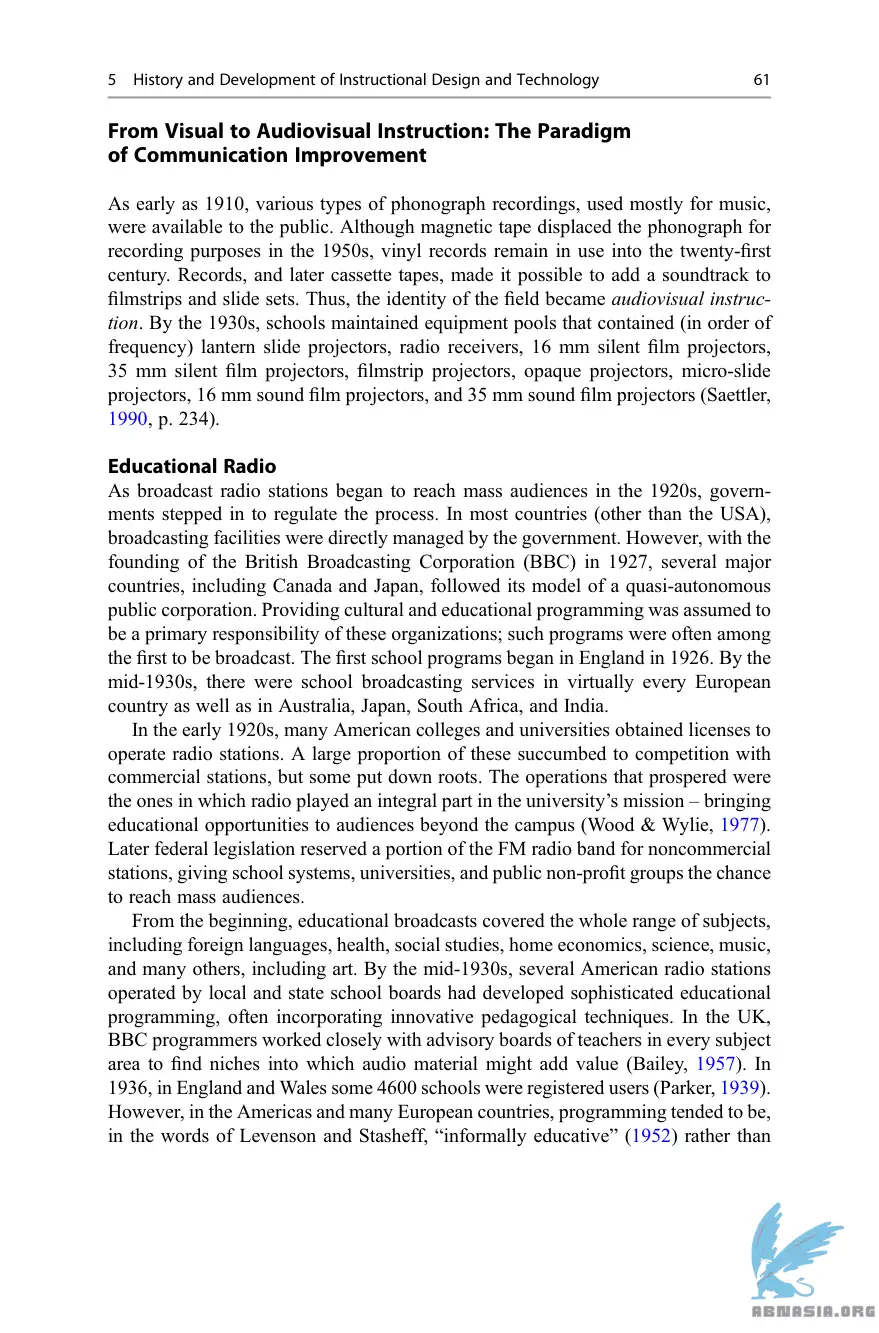 5 History and Development of Instructional Design and Technology 61
From Visual to Audiovisual Instruction: The Paradigm
of Communication Improvement
As early as 1910, various types of phonograph recordings, used mostly for music,
were available to the public. Although magnetic tape displaced the phonograph for
recording purposes in the 1950s, vinyl records remain in use into the twenty-first
century. Records, and later cassette tapes, made it possible to add a soundtrack to
filmstrips and slide sets. Thus, the identity of the field became audiovisual instruc-
tion. By the 1930s, schools maintained equipment pools that contained (in order of
frequency) lantern slide projectors, radio receivers, 16 mm silent film projectors,
35 mm silent film projectors, filmstrip projectors, opaque projectors, micro-slide
projectors, 16 mm sound film projectors, and 35 mm sound film projectors (Saettler,
1990, p. 234).
Educational Radio
As broadcast radio stations began to reach mass audiences in the 1920s, govern-
ments stepped in to regulate the process. In most countries (other than the USA),
broadcasting facilities were directly managed by the government. However, with the
founding of the British Broadcasting Corporation (BBC) in 1927, several major
countries, including Canada and Japan, followed its model of a quasi-autonomous
public corporation. Providing cultural and educational programming was assumed to
be a primary responsibility of these organizations; such programs were often among
the first to be broadcast. The first school programs began in England in 1926. By the
mid-1930s, there were school broadcasting services in virtually every European
country as well as in Australia, Japan, South Africa, and India.
In the early 1920s, many American colleges and universities obtained licenses to
operate radio stations. A large proportion of these succumbed to competition with
commercial stations, but some put down roots. The operations that prospered were
the ones in which radio played an integral part in the university's mission – bringing
educational opportunities to audiences beyond the campus (Wood & Wylie, 1977).
Later federal legislation reserved a portion of the FM radio band for noncommercial
stations, giving school systems, universities, and public non-profit groups the chance
to reach mass audiences.
From the beginning, educational broadcasts covered the whole range of subjects,
including foreign languages, health, social studies, home economics, science, music,
and many others, including art. By the mid-1930s, several American radio stations
operated by local and state school boards had developed sophisticated educational
programming, often incorporating innovative pedagogical techniques. In the UK,
BBC programmers worked closely with advisory boards of teachers in every subject
area to find niches into which audio material might add value (Bailey, 1957). In
1936, in England and Wales some 4600 schools were registered users (Parker, 1939).
However, in the Americas and many European countries, programming tended to be,
in the words of Levenson and Stasheff, “informally educative” (1952) rather than
ABNASIA.ORG